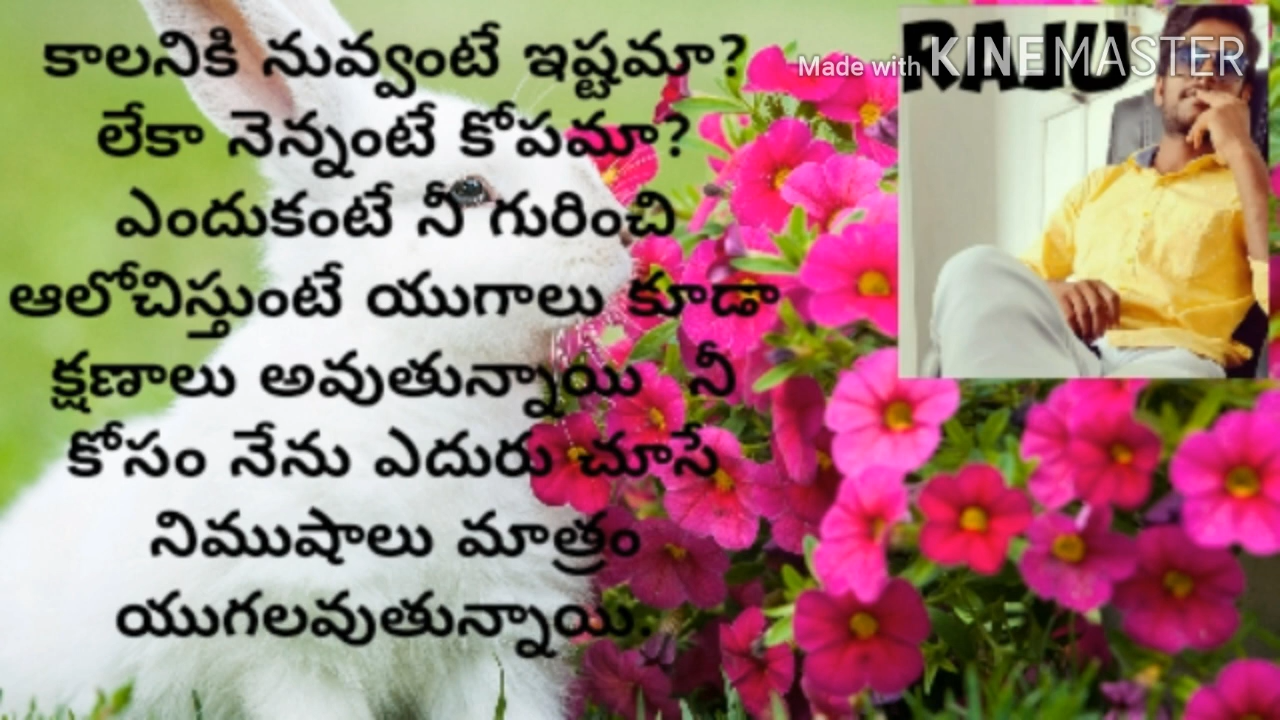 కాలనికి నువ్వంటే ఇష్టమా?
లేకా నెన్నంటే కోపమా?
ఎందుకంటే నీ గురించి
ఆలోచిస్తుంటే యుగాలు కూడా
క్షణాలు అవుతున్నాయి నీ
కోసం నేను ఎదురు చూసే
నిముషాలు మాత్రం
యుగలవుతున్నాయి.
RAJU
Made with KINEMASTER